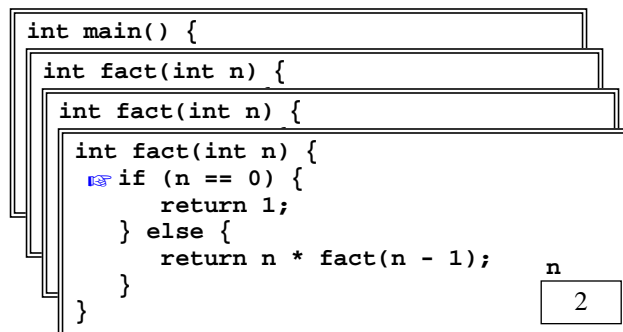 int main() {
int fact(int n) {
int fact(int n) {
int fact(int n) {
☞ if (n == 0) {
return 1;
} else {
return n * fact(n - 1);
}
}
n
2